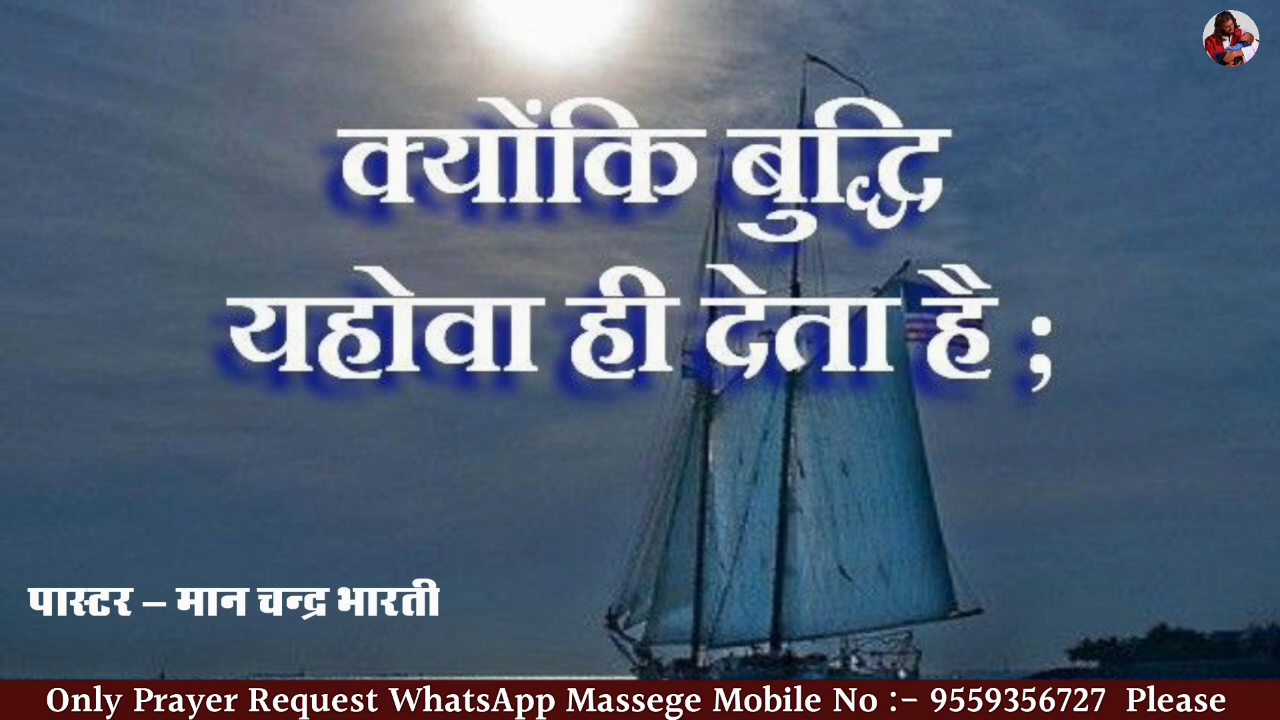 क्योंकि बुद्धि
यहोवा ही देता है ;
पास्टर – मान चन्द्र भारती
Only Prayer Request WhatsApp Massege Mobile No :- 9559356727 Please